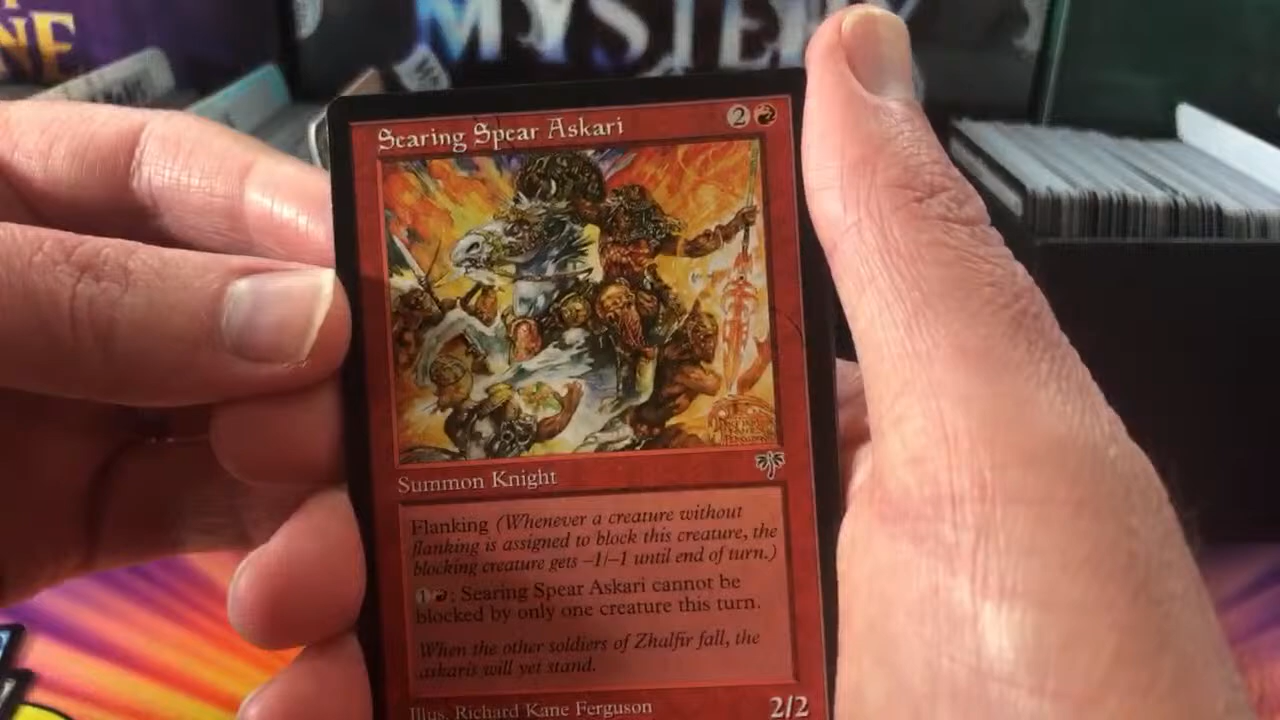 NE
MYSTE
Searing Spear Askari
2
Summon Knight
Flanking (Whenever a creature without
flanking is assigned to block this creature, the
blocking creature gets –1/–1 until end of turn.)
1 : Searing Spear Askari cannot be
blocked by only one creature this turn.
When the other soldiers of Zhalfir fall, the
askaris will yet stand.
Illus. Richard Kane Ferguson
2/2